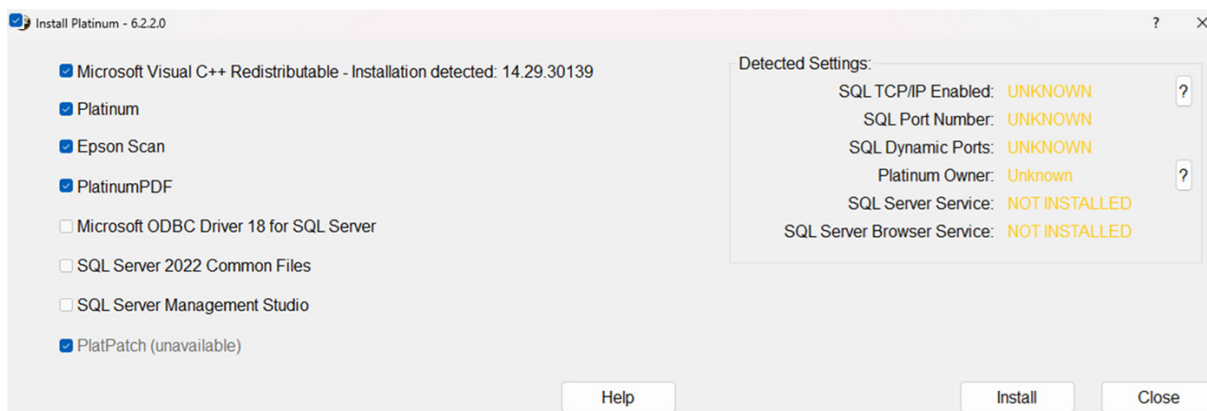 Install Platinum - 6.2.2.0
?
Microsoft Visual C++ Redistributable - Installation detected: 14.29.30139
Platinum
Epson Scan
PlatinumPDF
Microsoft ODBC Driver 18 for SQL Server
SQL Server 2022 Common Files
SQL Server Management Studio
PlatPatch (unavailable)
Detected Settings:
SQL TCP/IP Enabled: UNKNOWN ?
SQL Port Number: UNKNOWN
SQL Dynamic Ports: UNKNOWN
Platinum Owner: Unknown ?
SQL Server Service: NOT INSTALLED
SQL Server Browser Service: NOT INSTALLED
Help
Install
Close